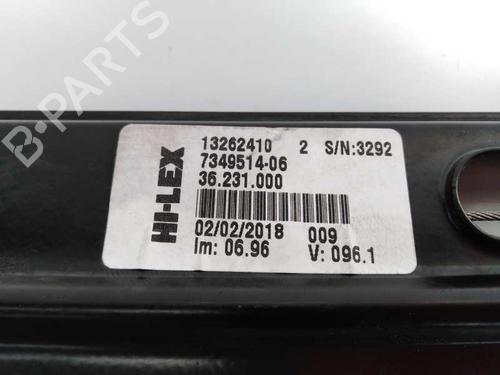 HI-LEX
13262410 2 S/N:3292
7349514-06
36.231.000
02/02/2018 009
Im: 06.96 V: 096.1
B-PARTS